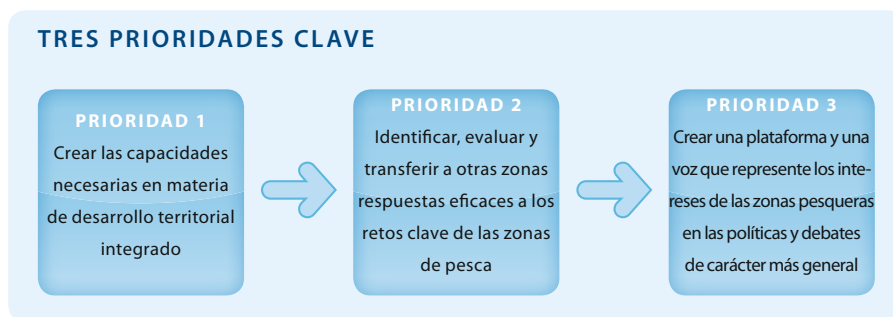 TRES PRIORIDADES CLAVE
PRIORIDAD 1
Crear las capacidades
necesarias en materia
de desarrollo territorial
integrado
PRIORIDAD 2
Identificar, evaluar y
transferir a otras zonas
respuestas eficaces a los
retos clave de las zonas
de pesca
PRIORIDAD 3
Crear una plataforma y una
voz que represente los inte-
reses de las zonas pesqueras
en las políticas y debates
de carácter más general